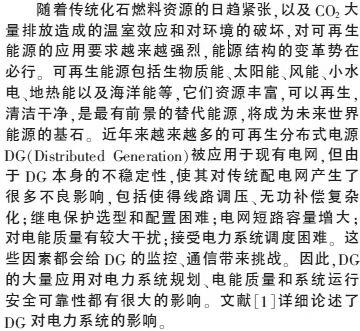 随着传统化石燃料资源的日趋紧张,以及CO₂大
量排放造成的温室效应和对环境的破坏,对可再生
能源的应用要求越来越强烈,能源结构的变革势在
必行。可再生能源包括生物质能、太阳能、风能、小水
电、地热能以及海洋能等,它们资源丰富,可以再生,
清洁干净,是最有前景的替代能源,将成为未来世界
能源的基石。近年来越来越多的可再生分布式电源
DG(Distributed Generation)被应用于现有电网,但由
于DG本身的不稳定性,使其对传统配电网产生了
很多不良影响,包括使得线路调压、无功补偿复杂
化;继电保护选型和配置困难;电网短路容量增大;
对电能质量有较大干扰;接受电力系统调度困难。这
些因素都会给DG的监控、通信带来挑战。因此,DG
的大量应用对电力系统规划、电能质量和系统运行
安全可靠性都有很大的影响。文献[1]详细论述了
DG对电力系统的影响。